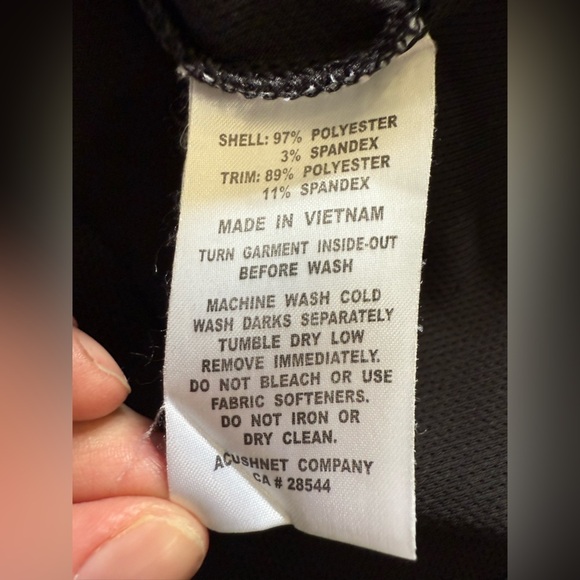 SHELL: 97% POLYESTER
3% SPANDEX
TRIM: 89% POLYESTER
11% SPANDEX
MADE IN VIETNAM
TURN GARMENT INSIDE-OUT
BEFORE WASH
MACHINE WASH COLD
WASH DARKS SEPARATELY
TUMBLE DRY LOW
REMOVE IMMEDIATELY.
DO NOT BLEACH OR USE
FABRIC SOFTENERS.
DO NOT IRON OR
DRY CLEAN.
ACUSHNET COMPANY
CA # 28544